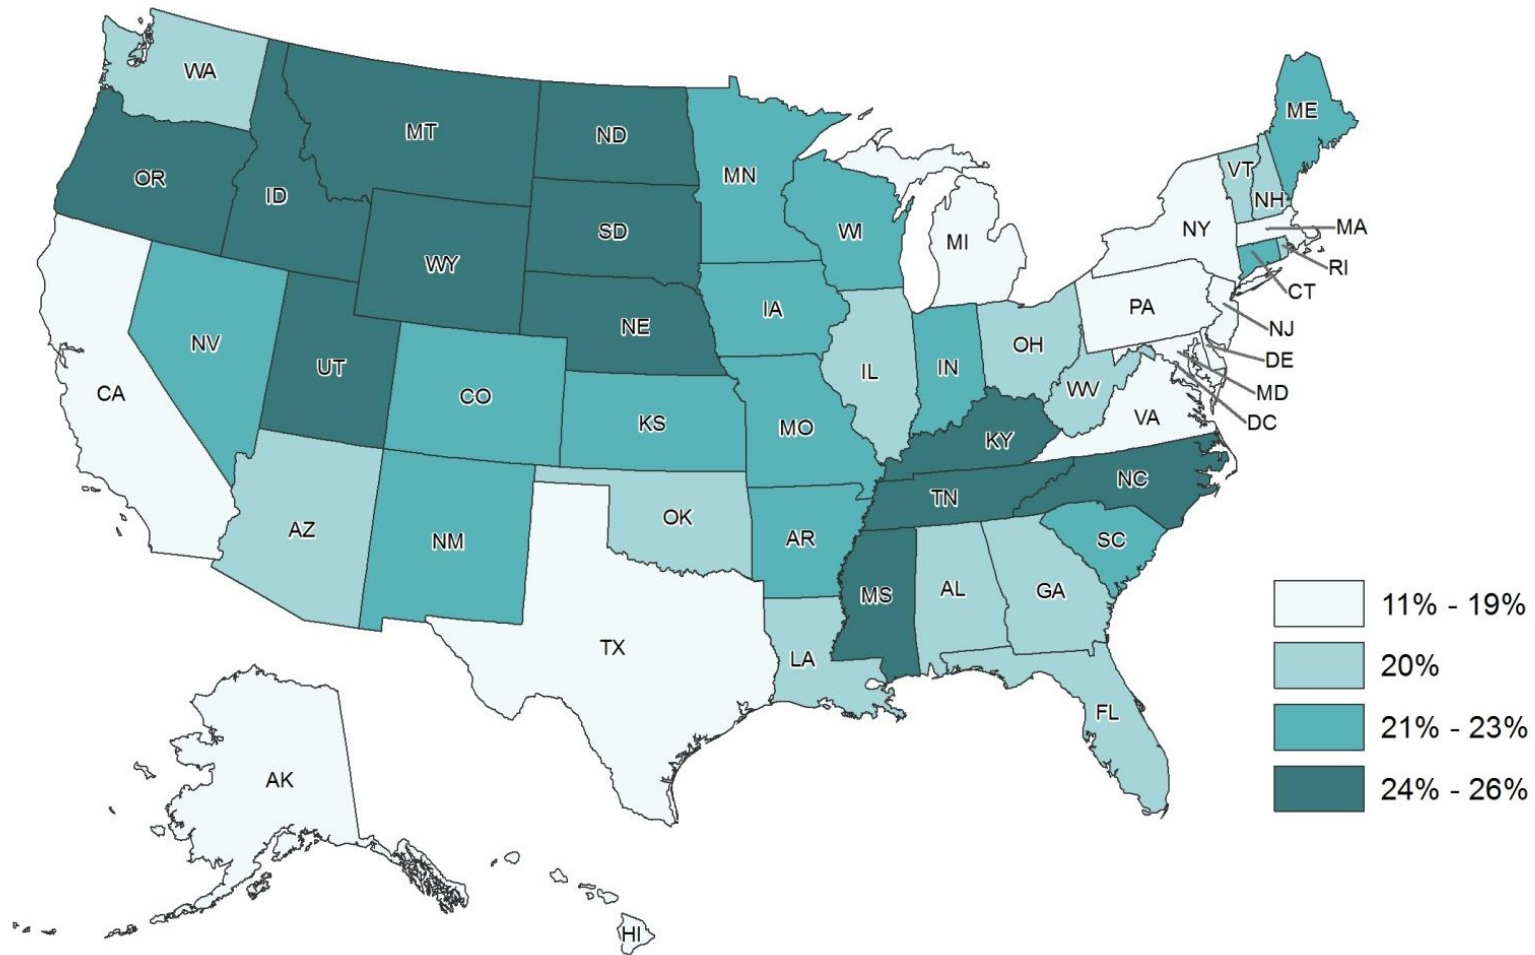 WA
MT
ND
MN
ME
OR
ID
VT
NH
WI
MI
NY
MA
SD
WY
RI
CT
IA
PA
NE
NJ
NV
OH
DE
UT
IL
IN
CA
CO
WV
MD
KS
MO
VA
DC
KY
NC
TN
AZ
OK
NM
AR
SC
MS
AL
GA
TX
LA
FL
AK
HI
11% - 19%
20%
21% - 23%
24% - 26%